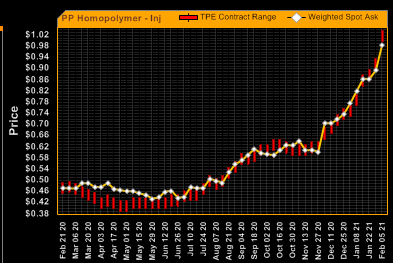 PP Homopolymer - Inj
TPE Contract Range
Weighted Spot Ask
Price
$1.02
$0.98
$0.94
$0.90
$0.86
$0.82
$0.78
$0.74
$0.70
$0.66
$0.62
$0.58
$0.54
$0.50
$0.46
$0.42
$0.38
Feb 21 20
Mar 06 20
Mar 20 20
Apr 03 20
Apr 17 20
May 01 20
May 15 20
May 29 20
Jun 12 20
Jun 26 20
Jul 10 20
Jul 24 20
Aug 07 20
Aug 21 20
Sep 04 20
Sep 18 20
Oct 02 20
Oct 16 20
Oct 30 20
Nov 13 20
Nov 27 20
Dec 11 20
Dec 25 20
Jan 08 21
Jan 22 21
Feb 05 21